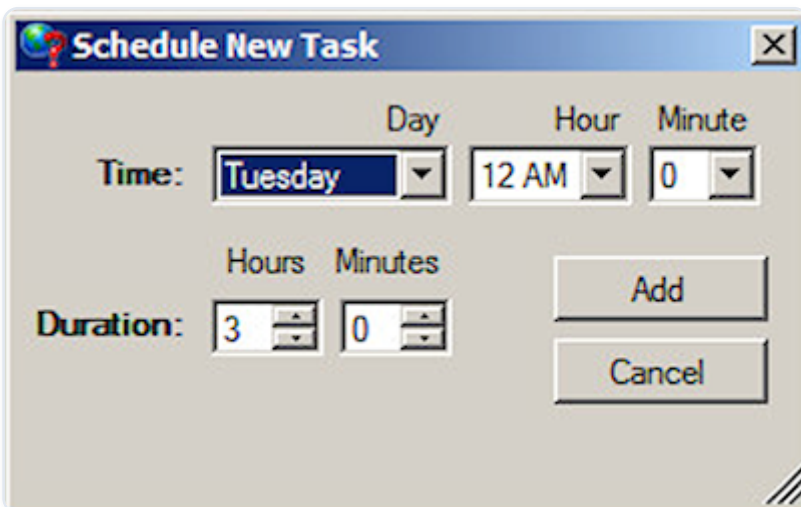 Schedule New Task
Day Hour Minute
Time: Tuesday 12 AM 0
Hours Minutes
Duration: 3 0
Add
Cancel